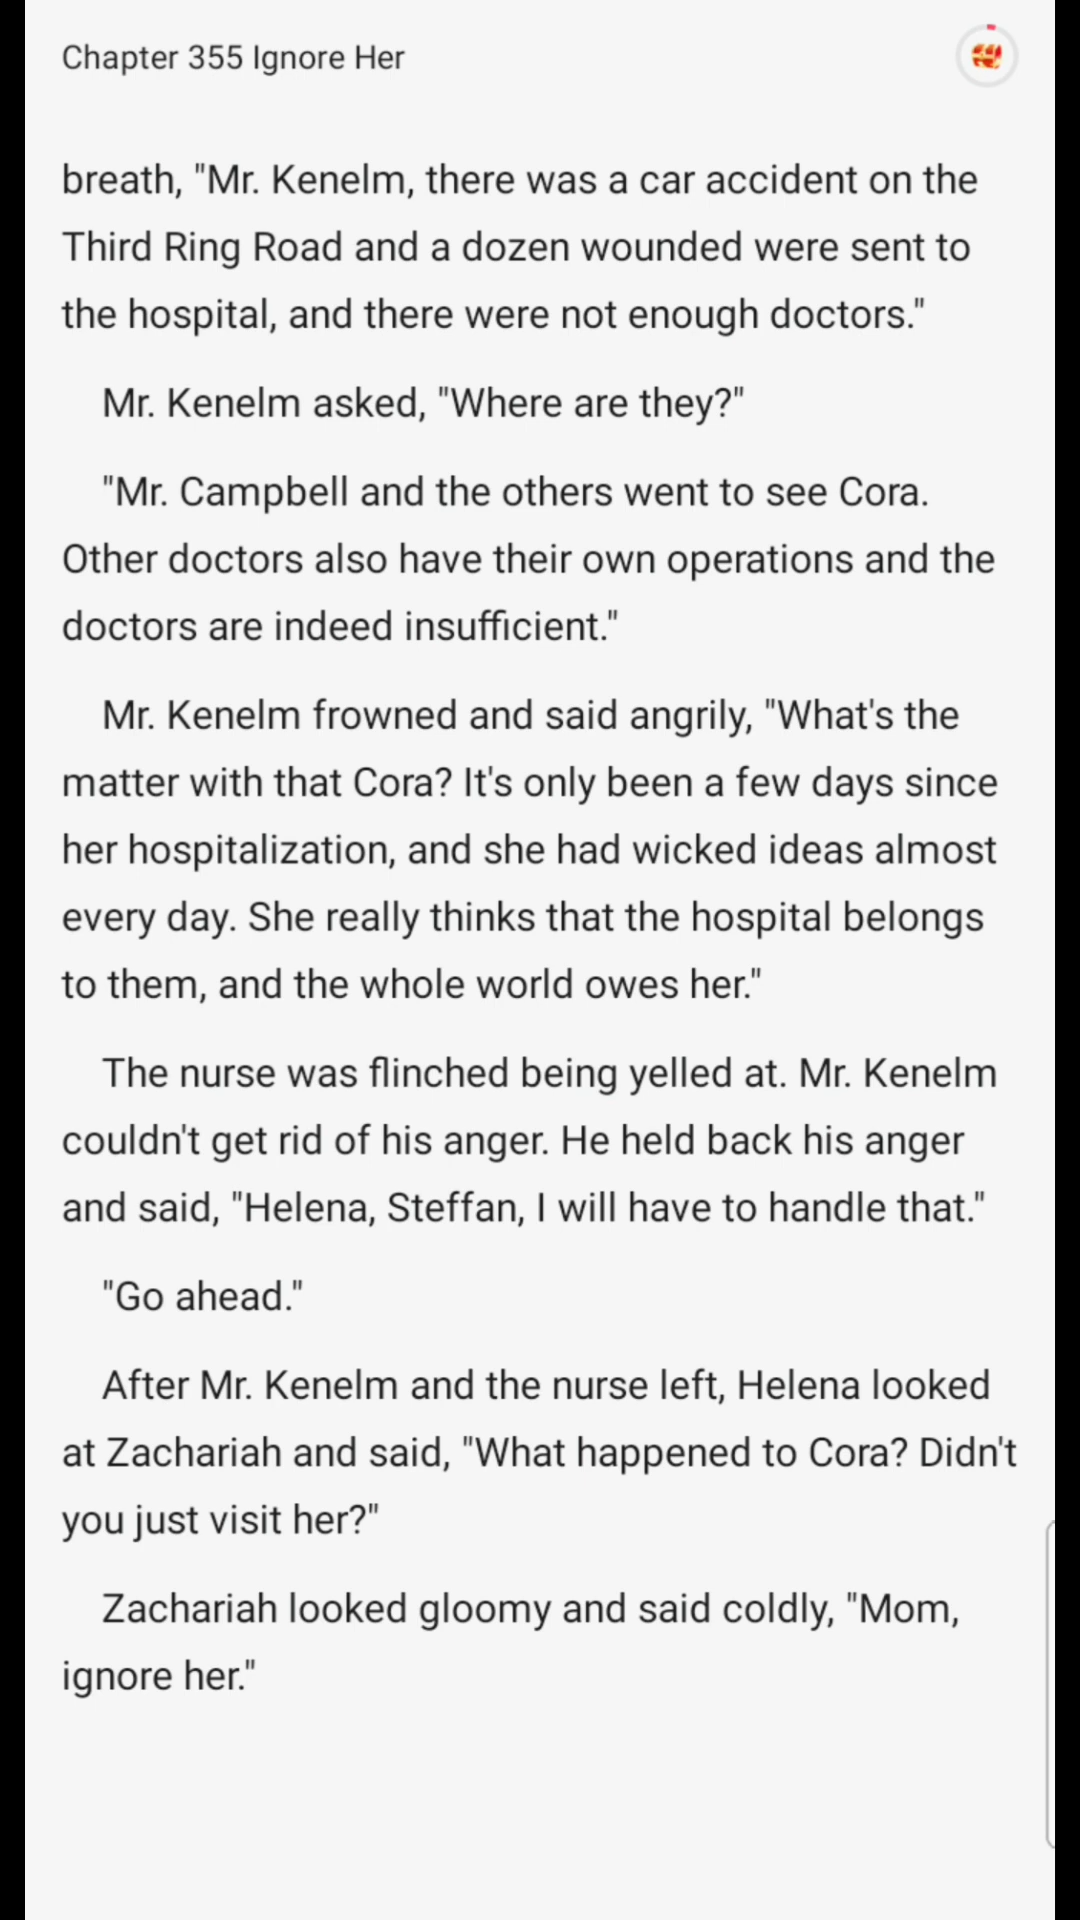 Chapter 355 Ignore Her
breath, "Mr. Kenelm, there was a car accident on the
Third Ring Road and a dozen wounded were sent to
the hospital, and there were not enough doctors."
Mr. Kenelm asked, "Where are they?"
"Mr. Campbell and the others went to see Cora.
Other doctors also have their own operations and the
doctors are indeed insufficient."
Mr. Kenelm frowned and said angrily, "What's the
matter with that Cora? It's only been a few days since
her hospitalization, and she had wicked ideas almost
every day. She really thinks that the hospital belongs
to them, and the whole world owes her."
The nurse was flinched being yelled at. Mr. Kenelm
couldn't get rid of his anger. He held back his anger
and said, "Helena, Steffan, I will have to handle that."
"Go ahead."
After Mr. Kenelm and the nurse left, Helena looked
at Zachariah and said, "What happened to Cora? Didn't
you just visit her?"
Zachariah looked gloomy and said coldly, "Mom,
ignore her."